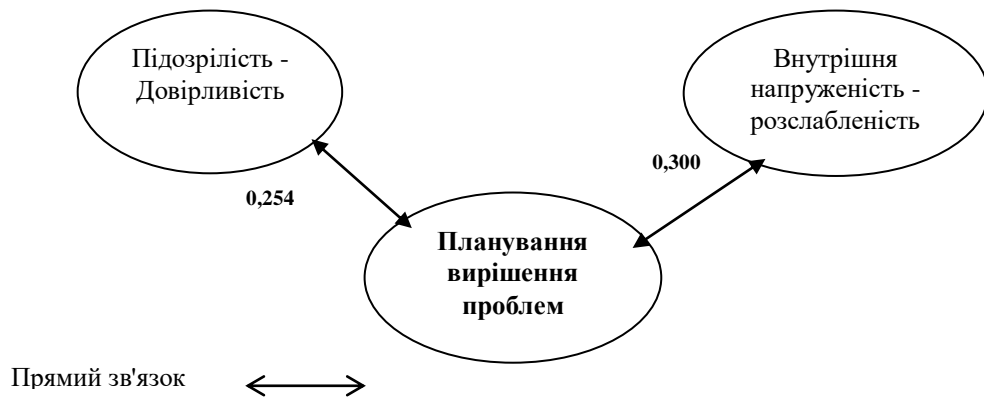 Підозрілість -
Довірливість
Внутрішня
напруженість -
розслабленість
0,254
0,300
Планування
вирішення
проблем
Прямий зв'язок